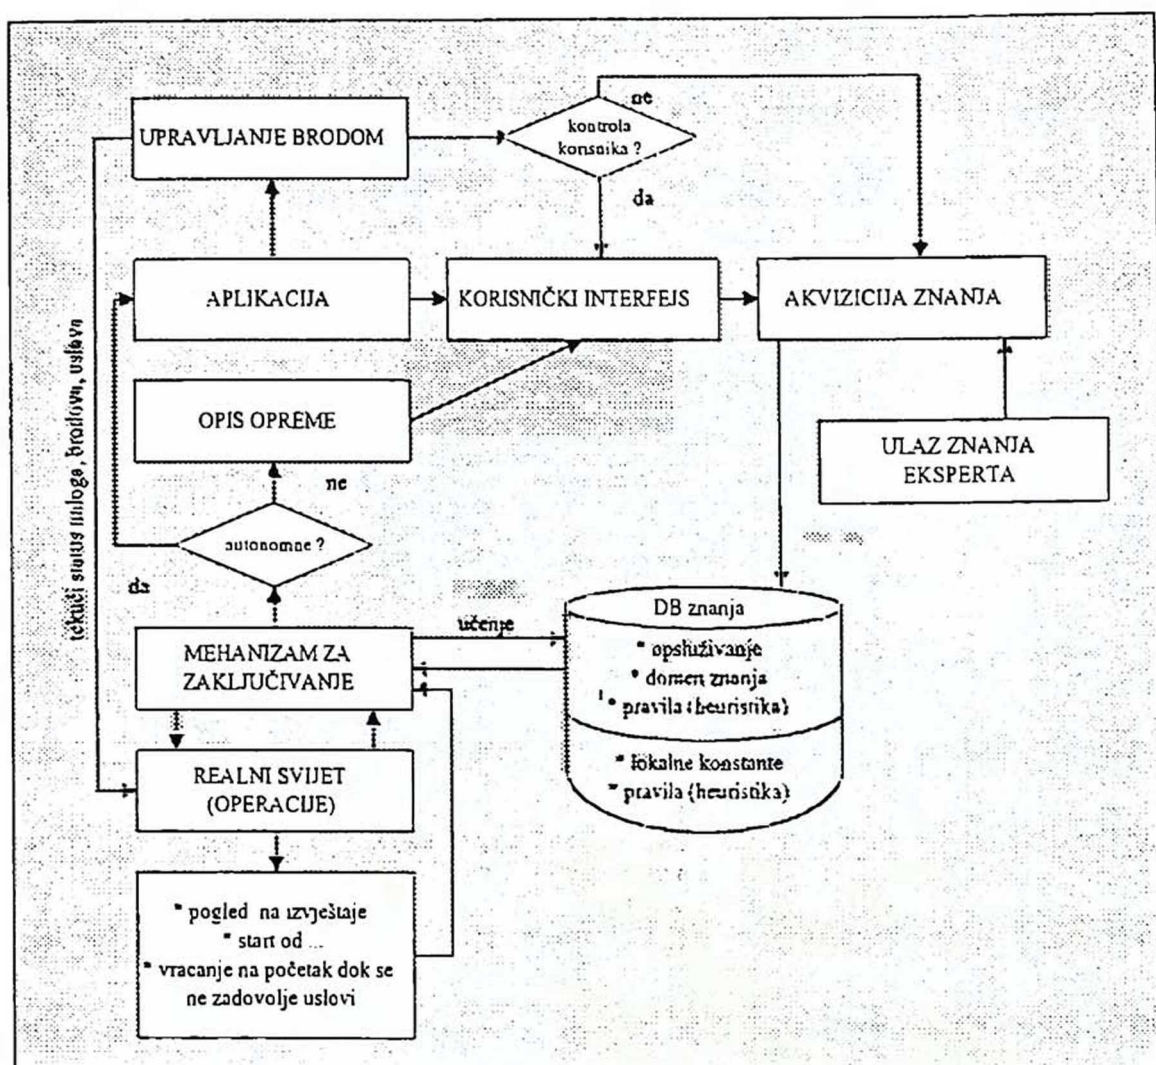 ne
UPRAVLJANJE BRODOM
kontrola
korisnika ?
da
APLIKACIJA
KORISNIČKI INTERFEJS
AKVIZICIJA ZNANJA
OPIS OPREME
ULAZ ZNANJA
EKSPERTA
ne
autonomne ?
da
tekući status naloga, brodova, uslova
DB znanja
učenje
* opsluživanje
MEHANIZAM ZA
ZAKLJUČIVANJE
* domen znanja
* pravila (heuristika)
* lokalne konstante
* pravila (heuristika)
REALNI SVIJET
(OPERACIJE)
* pogled na izvještaje
* start od ...
* vracanje na početak dok se
ne zadovolje uslovi